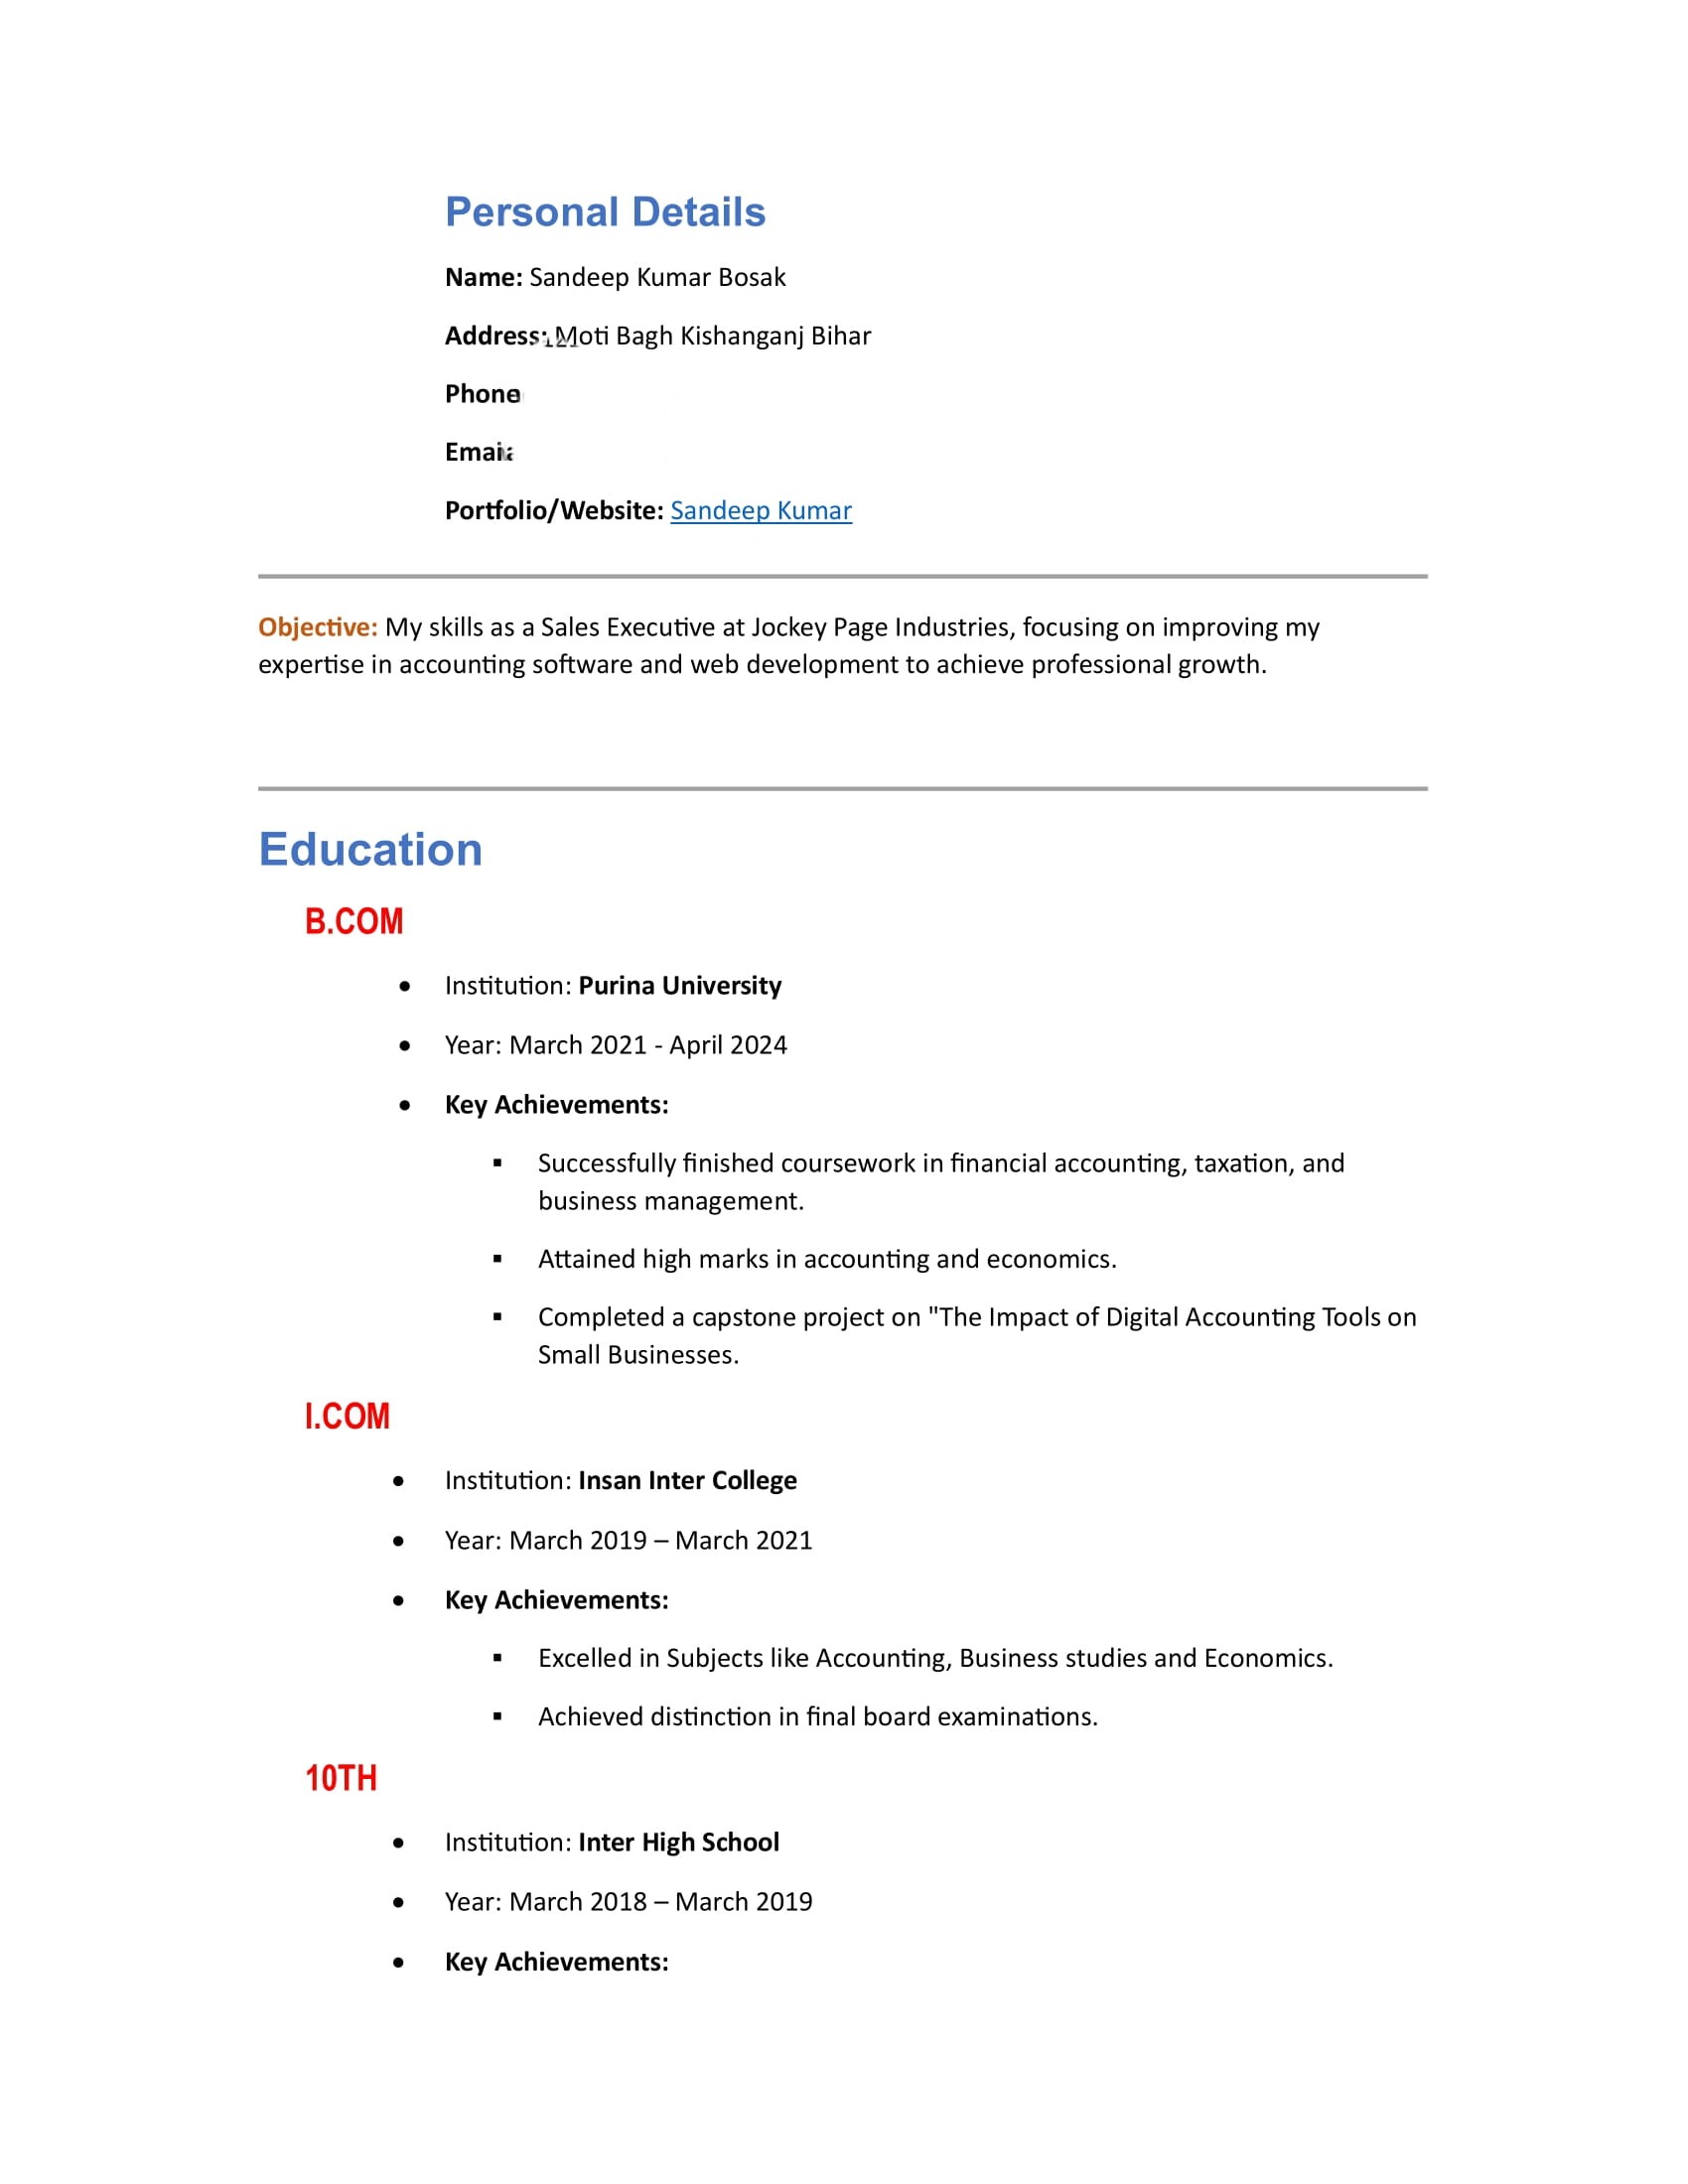 Personal Details
Name: Sandeep Kumar Bosak
Address: Moti Bagh Kishanganj Bihar
Phone
Email:
Portfolio/Website: Sandeep Kumar
Objective: My skills as a Sales Executive at Jockey Page Industries, focusing on improving my
expertise in accounting software and web development to achieve professional growth.
Education
B.COM
• Institution: Purina University
• Year: March 2021 - April 2024
• Key Achievements:
▪ Successfully finished coursework in financial accounting, taxation, and
business management.
▪ Attained high marks in accounting and economics.
▪ Completed a capstone project on "The Impact of Digital Accounting Tools on
Small Businesses.
I.COM
• Institution: Insan Inter College
• Year: March 2019 – March 2021
• Key Achievements:
▪ Excelled in Subjects like Accounting, Business studies and Economics.
▪ Achieved distinction in final board examinations.
10TH
• Institution: Inter High School
• Year: March 2018 – March 2019
• Key Achievements: